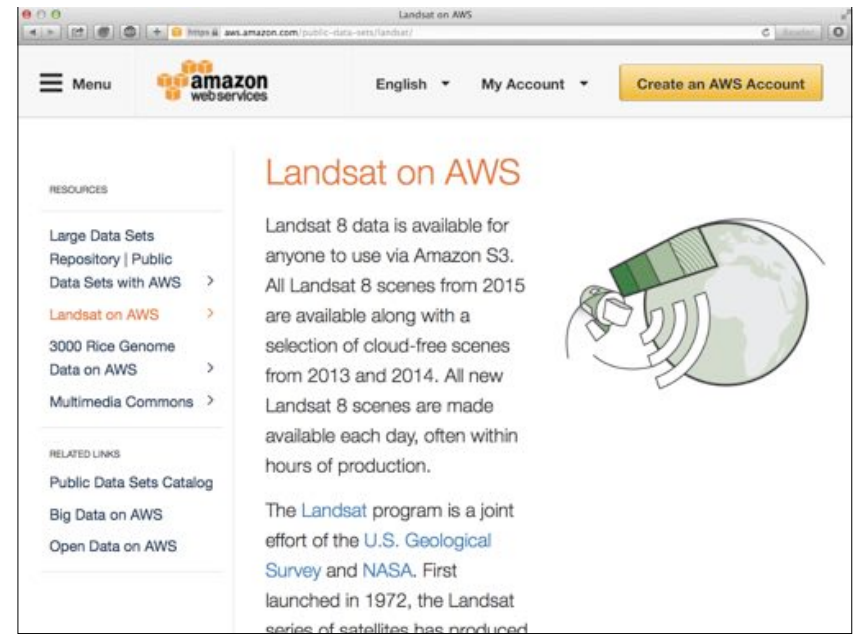 Landsat on AWS
https aws.amazon.com/public-data-sets/landsat/
Reader
Menu
amazon
webservices
English
My Account
Create an AWS Account
RESOURCES
Large Data Sets
Repository | Public
Data Sets with AWS >
Landsat on AWS >
3000 Rice Genome
Data on AWS >
Multimedia Commons >
RELATED LINKS
Public Data Sets Catalog
Big Data on AWS
Open Data on AWS
Landsat on AWS
Landsat 8 data is available for
anyone to use via Amazon S3.
All Landsat 8 scenes from 2015
are available along with a
selection of cloud-free scenes
from 2013 and 2014. All new
Landsat 8 scenes are made
available each day, often within
hours of production.
The Landsat program is a joint
effort of the U.S. Geological
Survey and NASA. First
launched in 1972, the Landsat
series of satellites has produced